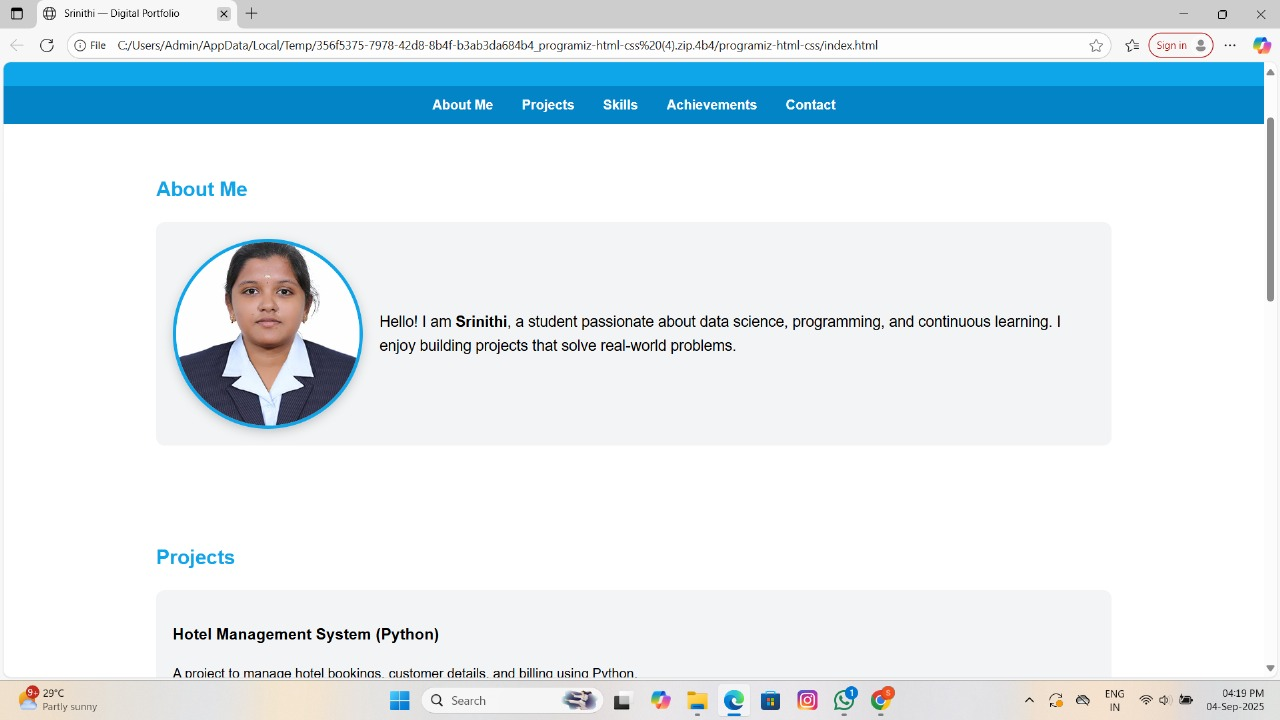 Srinithi — Digital Portfolio
File C:/Users/Admin/AppData/Local/Temp/356f5375-7978-42d8-8b4f-b3ab3da684b4_programiz-html-css%20(4).zip.4b4/programiz-html-css/index.html
Sign in
About Me Projects Skills Achievements Contact
About Me
Hello! I am Srinithi, a student passionate about data science, programming, and continuous learning. I
enjoy building projects that solve real-world problems.
Projects
Hotel Management System (Python)
A project to manage hotel bookings, customer details, and billing using Python.
9+ 29°C
Partly sunny
Search
1
S
ENG
IN
04:19 PM
04-Sep-2025